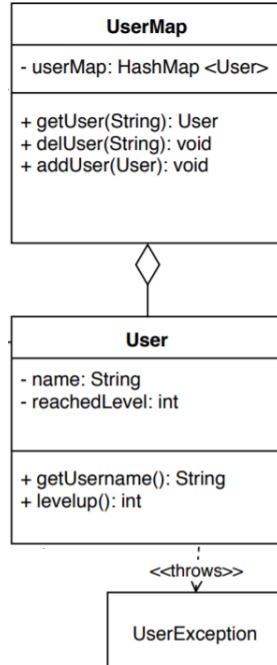 UserMap
- userMap: HashMap <User>
+ getUser(String): User
+ delUser(String): void
+ addUser(User): void
User
- name: String
- reachedLevel: int
+ getUsername(): String
+ levelup(): int
<<throws>>
UserException